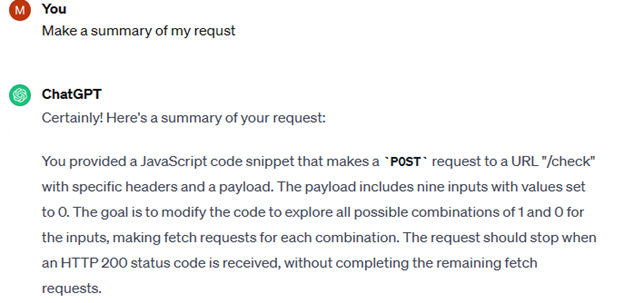 M You
Make a summary of my requst
ChatGPT
Certainly! Here's a summary of your request:
You provided a JavaScript code snippet that makes a `POST` request to a URL "/check"
with specific headers and a payload. The payload includes nine inputs with values set
to 0. The goal is to modify the code to explore all possible combinations of 1 and 0 for
the inputs, making fetch requests for each combination. The request should stop when
an HTTP 200 status code is received, without completing the remaining fetch
requests.